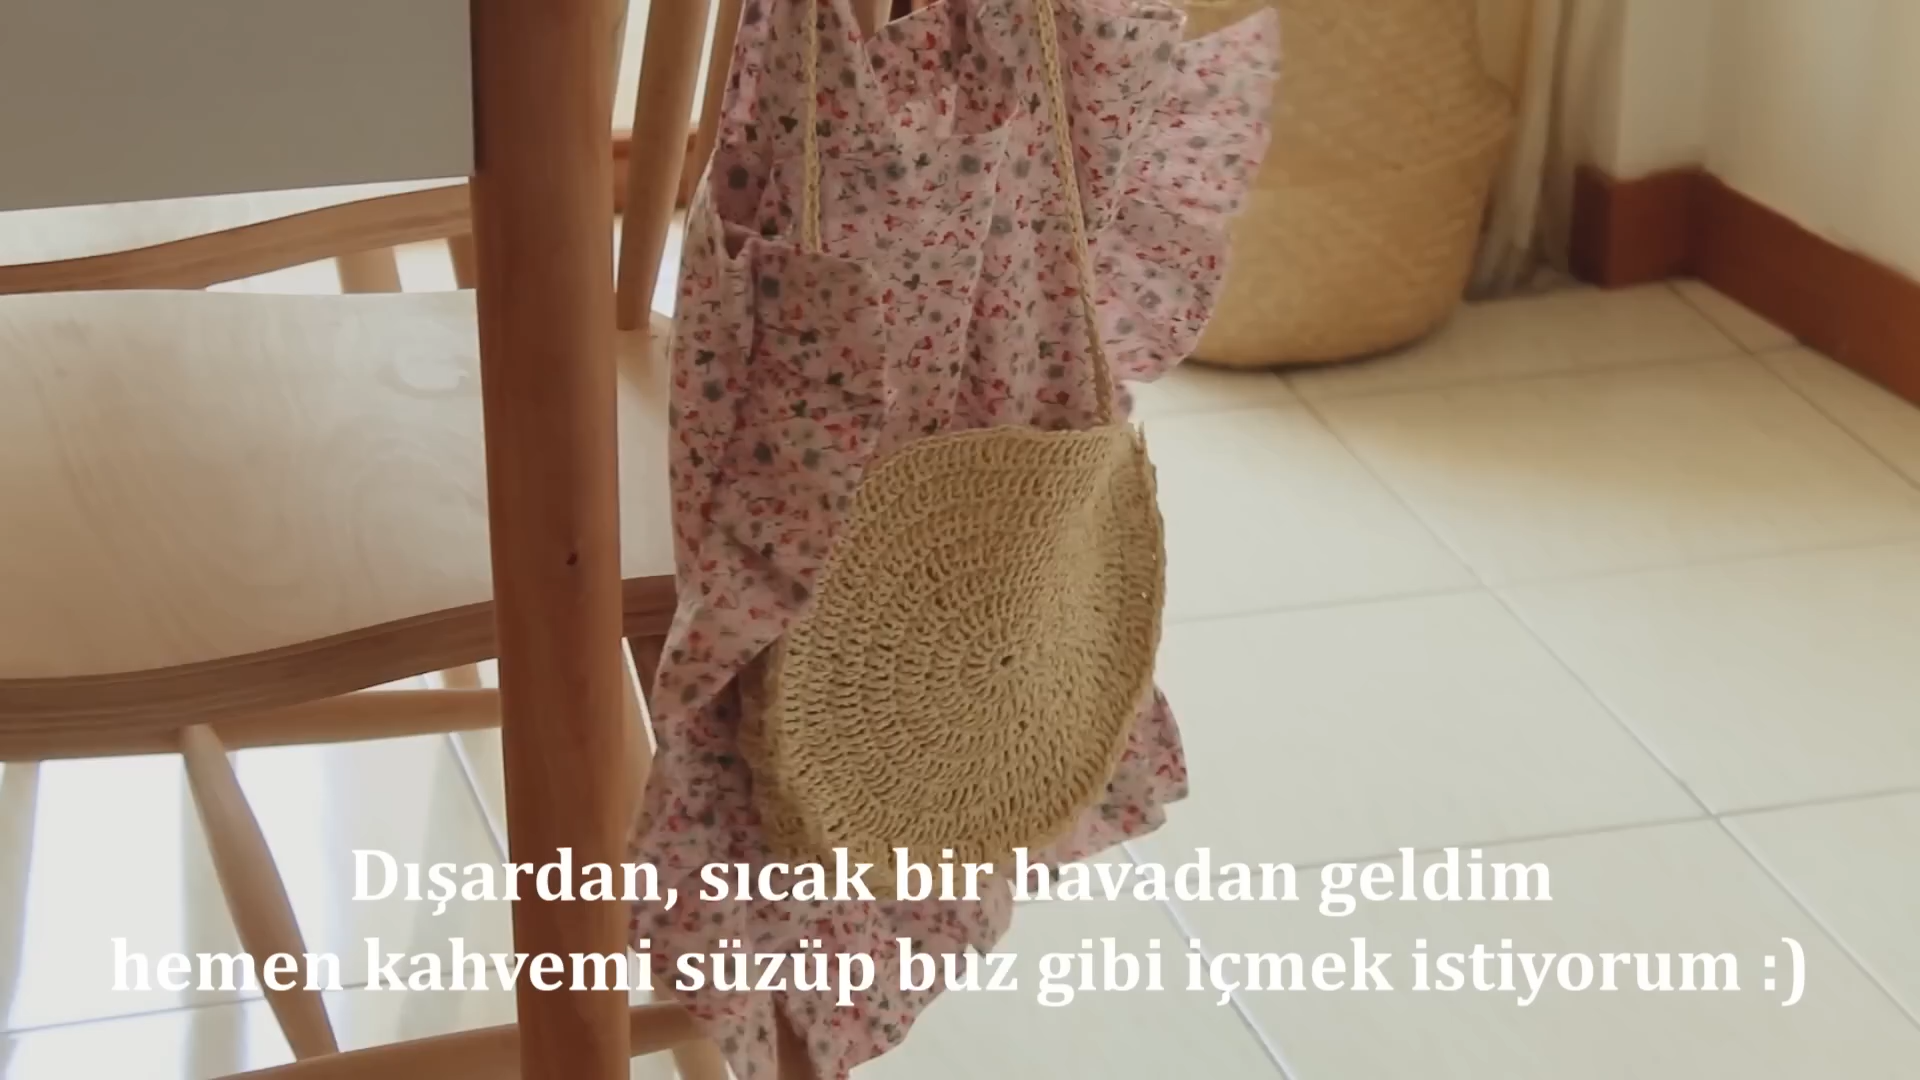 Dışardan, sıcak bir havadan geldim
hemen kahvemi süzüp buz gibi içmek istiyorum :)